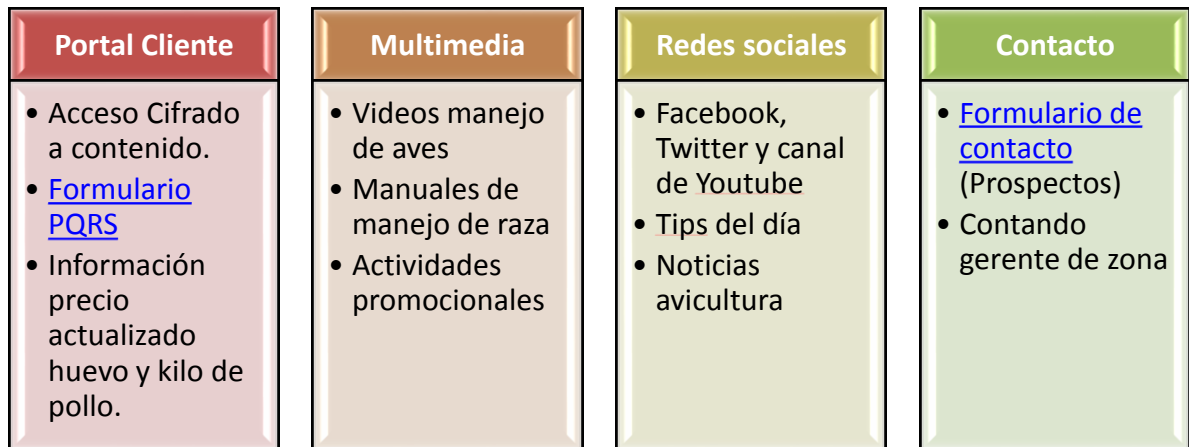 Portal Cliente
• Acceso Cifrado
a contenido.
• Formulario
PQRS
• Información
precio
actualizado
huevo y kilo de
pollo.
Multimedia
• Videos manejo
de aves
• Manuales de
manejo de raza
• Actividades
promocionales
Redes sociales
• Facebook,
Twitter y canal
de Youtube
• Tips del día
• Noticias
avicultura
Contacto
• Formulario de
contacto
(Prospectos)
• Contando
gerente de zona